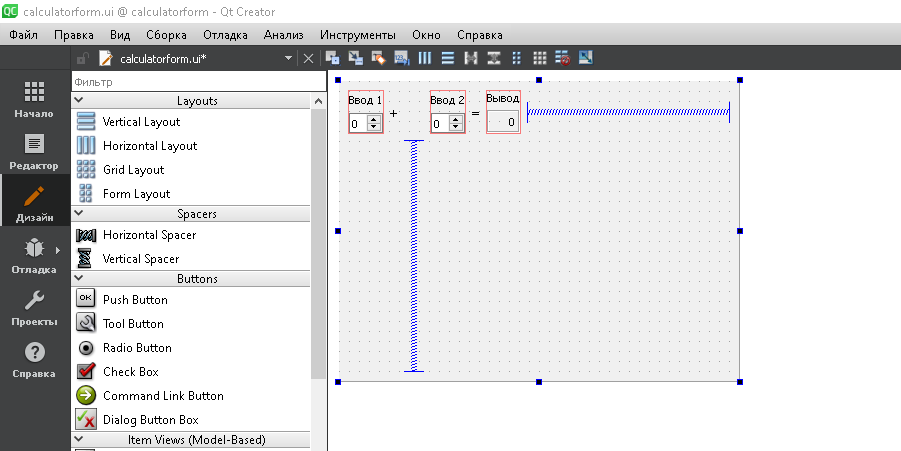 QC calculatorform.ui @ calculatorform - Qt Creator
Файл Правка Вид Сборка Отладка Анализ Инструменты Окно Справка
calculatorform.ui*
Фильтр
Начало
Редактор
Дизайн
Отладка
Проекты
Справка
Layouts
Vertical Layout
Horizontal Layout
Grid Layout
Form Layout
Spacers
Horizontal Spacer
Vertical Spacer
Buttons
OK Push Button
Tool Button
Radio Button
Check Box
Command Link Button
Dialog Button Box
Item Views (Model-Based)
Ввод 1 Ввод 2 Вывод
0 + 0 = 0